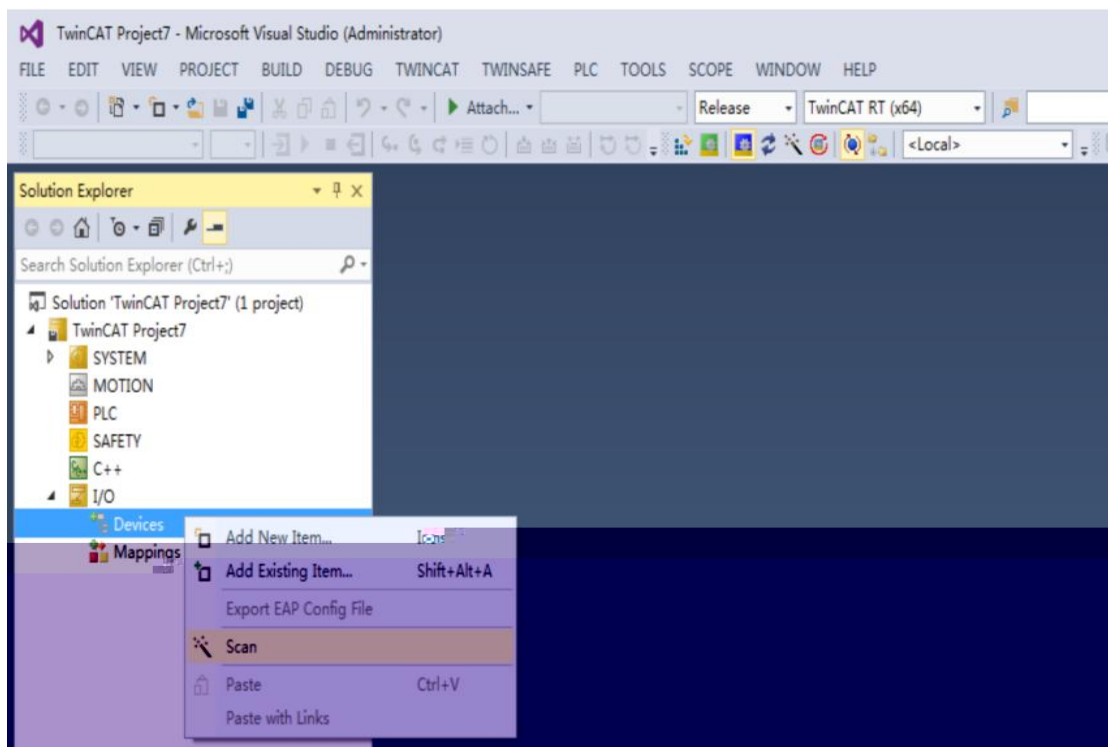 TwinCAT Project7 - Microsoft Visual Studio (Administrator)
FILE EDIT VIEW PROJECT BUILD DEBUG TWINCAT TWINSAFE PLC TOOLS SCOPE WINDOW HELP
Attach... Release TwinCAT RT (x64)
<Local>
Solution Explorer
Search Solution Explorer (Ctrl+;)
Solution 'TwinCAT Project7' (1 project)
TwinCAT Project7
SYSTEM
MOTION
PLC
SAFETY
C++
I/O
Devices
Add New Item...
Mappings
Add Existing Item... Shift+Alt+A
Export EAP Config File
Scan
Paste Ctrl+V
Paste with Links